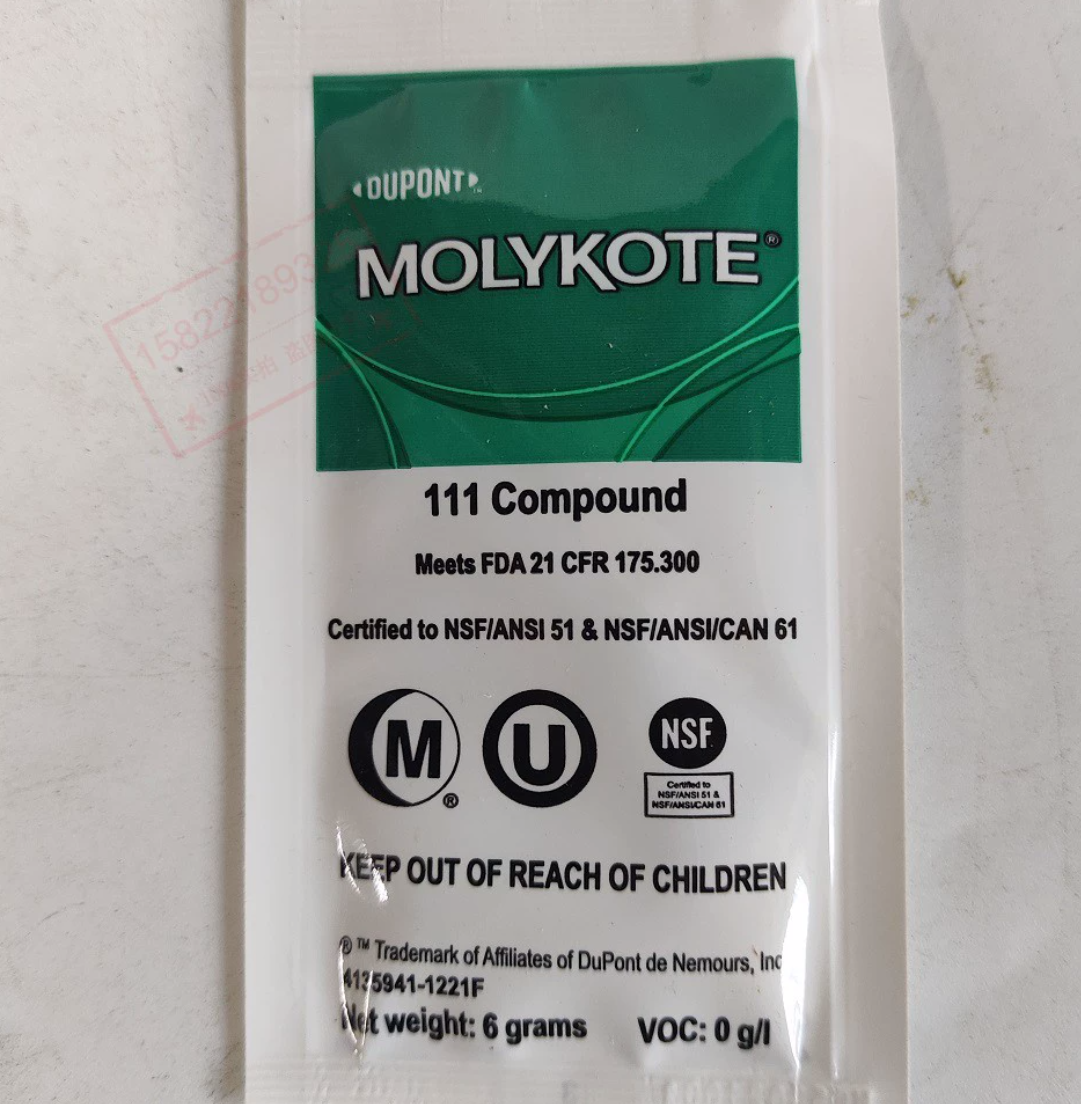 DUPONT™
MOLYKOTE®
111 Compound
Meets FDA 21 CFR 175.300
Certified to NSF/ANSI 51 & NSF/ANSI/CAN 61
M®
U
NSF
Certified to
NSF/ANSI 51 &
NSF/ANSI/CAN 61
KEEP OUT OF REACH OF CHILDREN
® ™ Trademark of Affiliates of DuPont de Nemours, Inc
4135941-1221F
Net weight: 6 grams VOC: 0 g/l